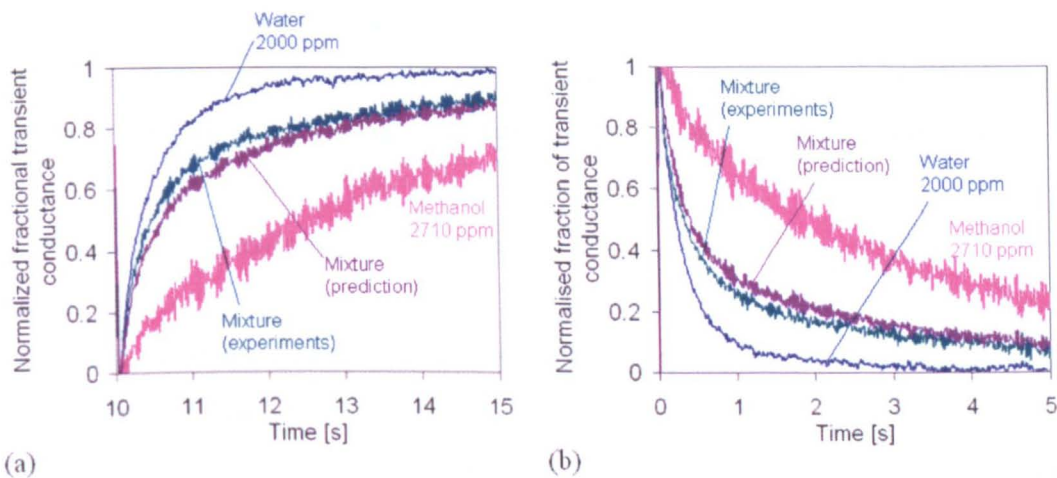 Water
2000 ppm
Normalized fractional transient
conductance
1
0.8
0.6
0.4
0.2
0
Methanol
2710 ppm
Mixture
(prediction)
Mixture
(experiments)
10
11
12
13
14
15
Time [s]
(a)
Normalised fraction of transient
conductance
1
0.8
0.6
0.4
0.2
0
Mixture
(experiments)
Mixture
(prediction)
Water
2000 ppm
Methanol
2710 ppm
0
1
2
3
4
5
Time [s]
(b)